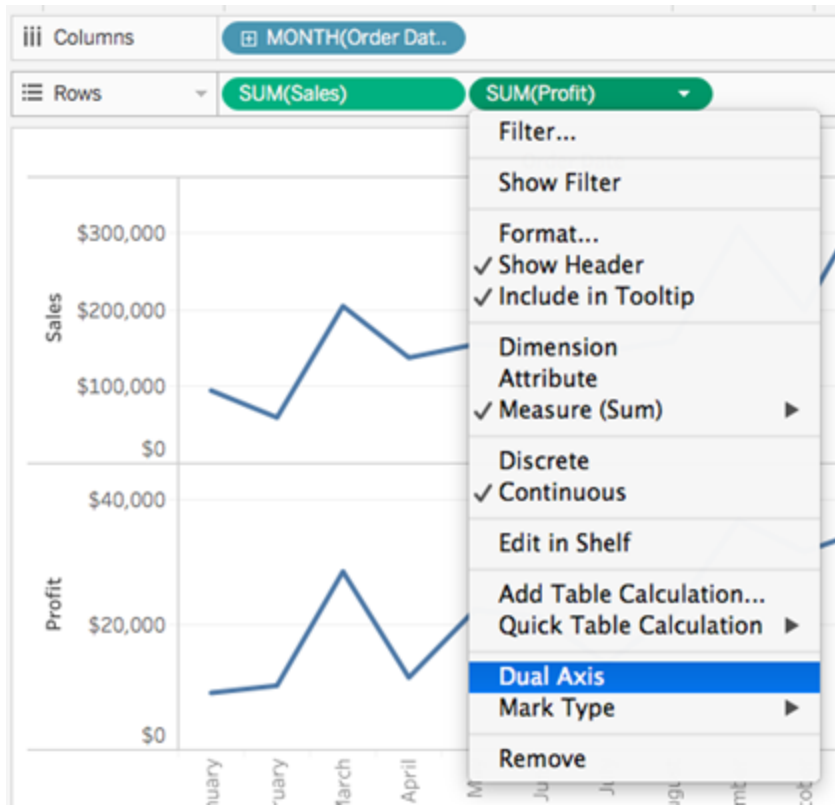 Columns
MONTH(Order Dat..
Rows
SUM(Sales)
SUM(Profit)
Filter...
Show Filter
Format...
Show Header
Include in Tooltip
Dimension
Attribute
Measure (Sum)
Discrete
Continuous
Edit in Shelf
Add Table Calculation...
Quick Table Calculation
Dual Axis
Mark Type
Remove
Sales
$300,000
$200,000
$100,000
$0
Profit
$40,000
$20,000
$0
April